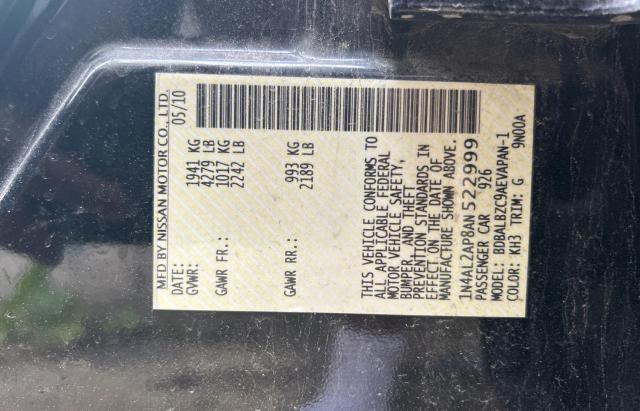 MFD BY NISSAN MOTOR CO., LTD.
DATE: 05/10
GVWR: 1941 KG
4279 LB
GAWR FR.: 1017 KG
2242 LB
GAWR RR.: 993 KG
2189 LB
THIS VEHICLE CONFORMS TO
ALL APPLICABLE FEDERAL
MOTOR VEHICLE SAFETY,
BUMPER, AND THEFT
PREVENTION STANDARDS IN
EFFECT ON THE DATE OF
MANUFACTURE SHOWN ABOVE.
1N4AL2AP8AN522999
PASSENGER CAR 926
MODEL: BDBALBZC9AEVAPAN-1
COLOR: KH3 TRIM: G 9N00A